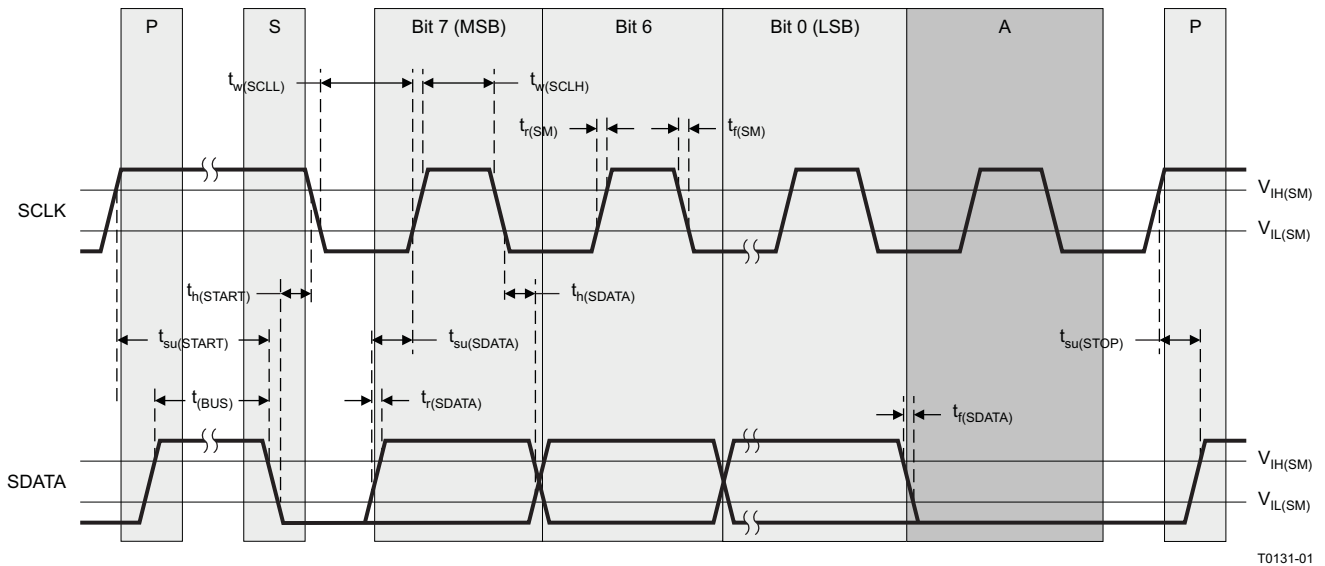 P S Bit 7 (MSB) Bit 6 Bit 0 (LSB) A P
tw(SCLL) tw(SCLH)
tr(SM) tf(SM)
VIH(SM)
SCLK
VIL(SM)
th(START) th(SDATA)
tsu(START) tsu(SDATA) tsu(STOP)
t(BUS) tr(SDATA) tf(SDATA)
VIH(SM)
SDATA
VIL(SM)
T0131-01